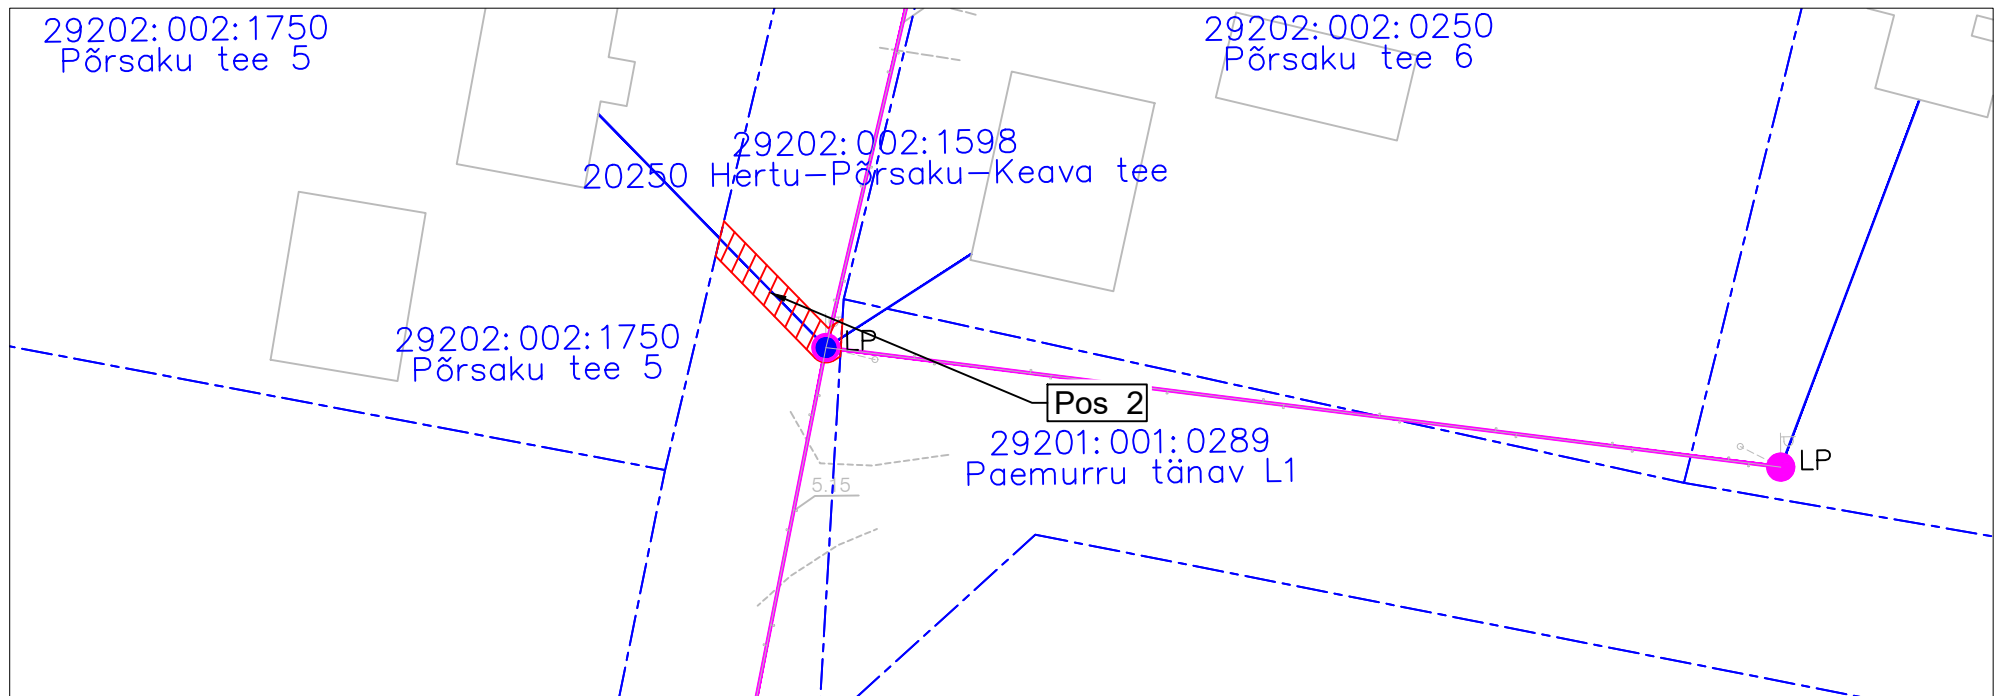 29202:002:1750
Põrsaku tee 5
29202:002:0250
Põrsaku tee 6
29202:002:1598
20250 Hertu-Põrsaku-Keava tee
29202:002:1750
Põrsaku tee 5
LP
Pos 2
29201:001:0289
Paemurru tänav L1
LP
5.15